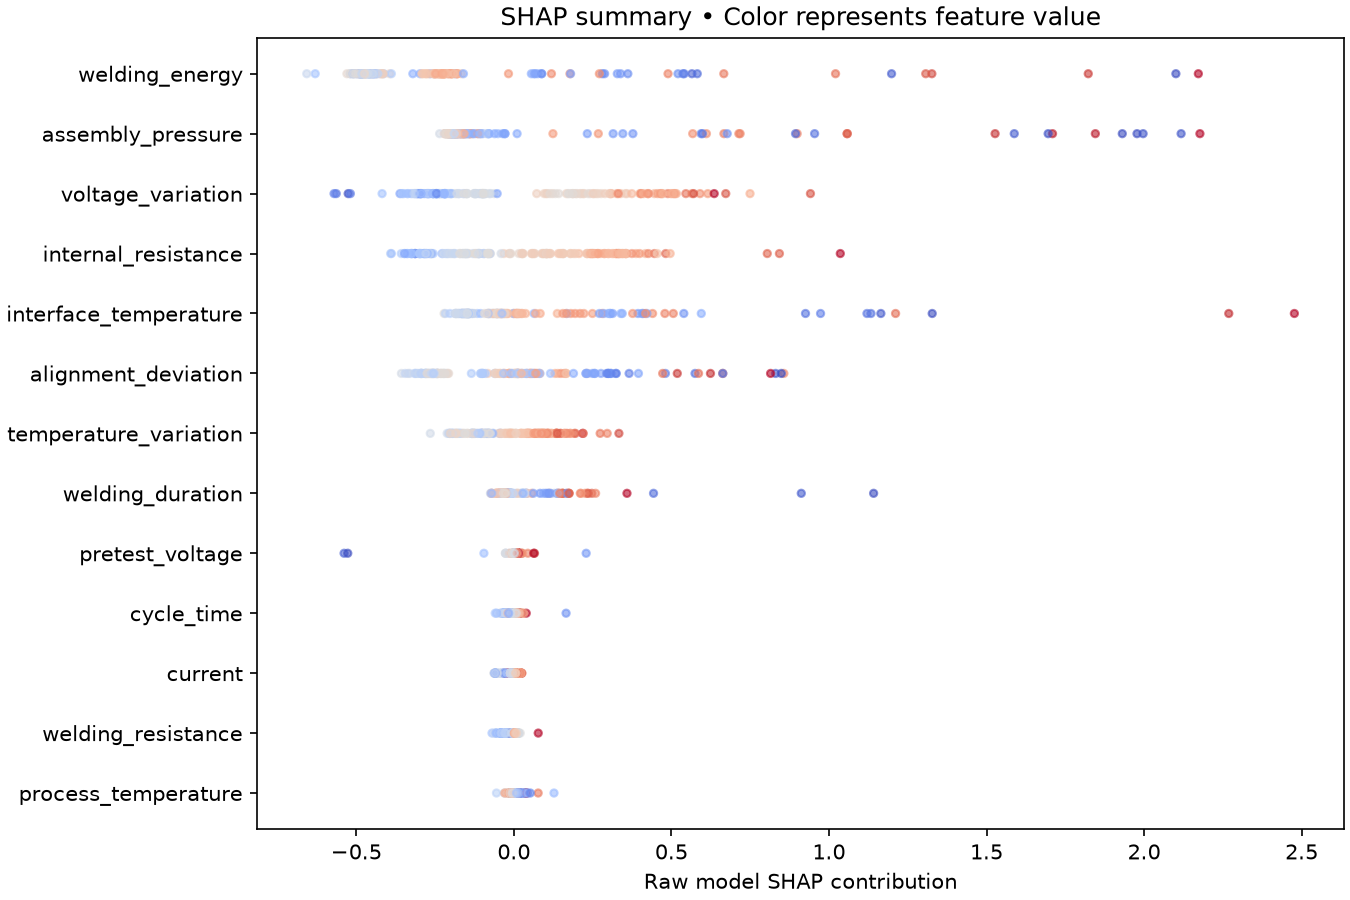 SHAP summary • Color represents feature value
welding_energy
assembly_pressure
voltage_variation
internal_resistance
interface_temperature
alignment_deviation
temperature_variation
welding_duration
pretest_voltage
cycle_time
current
welding_resistance
process_temperature
−0.5 0.0 0.5 1.0 1.5 2.0 2.5
Raw model SHAP contribution